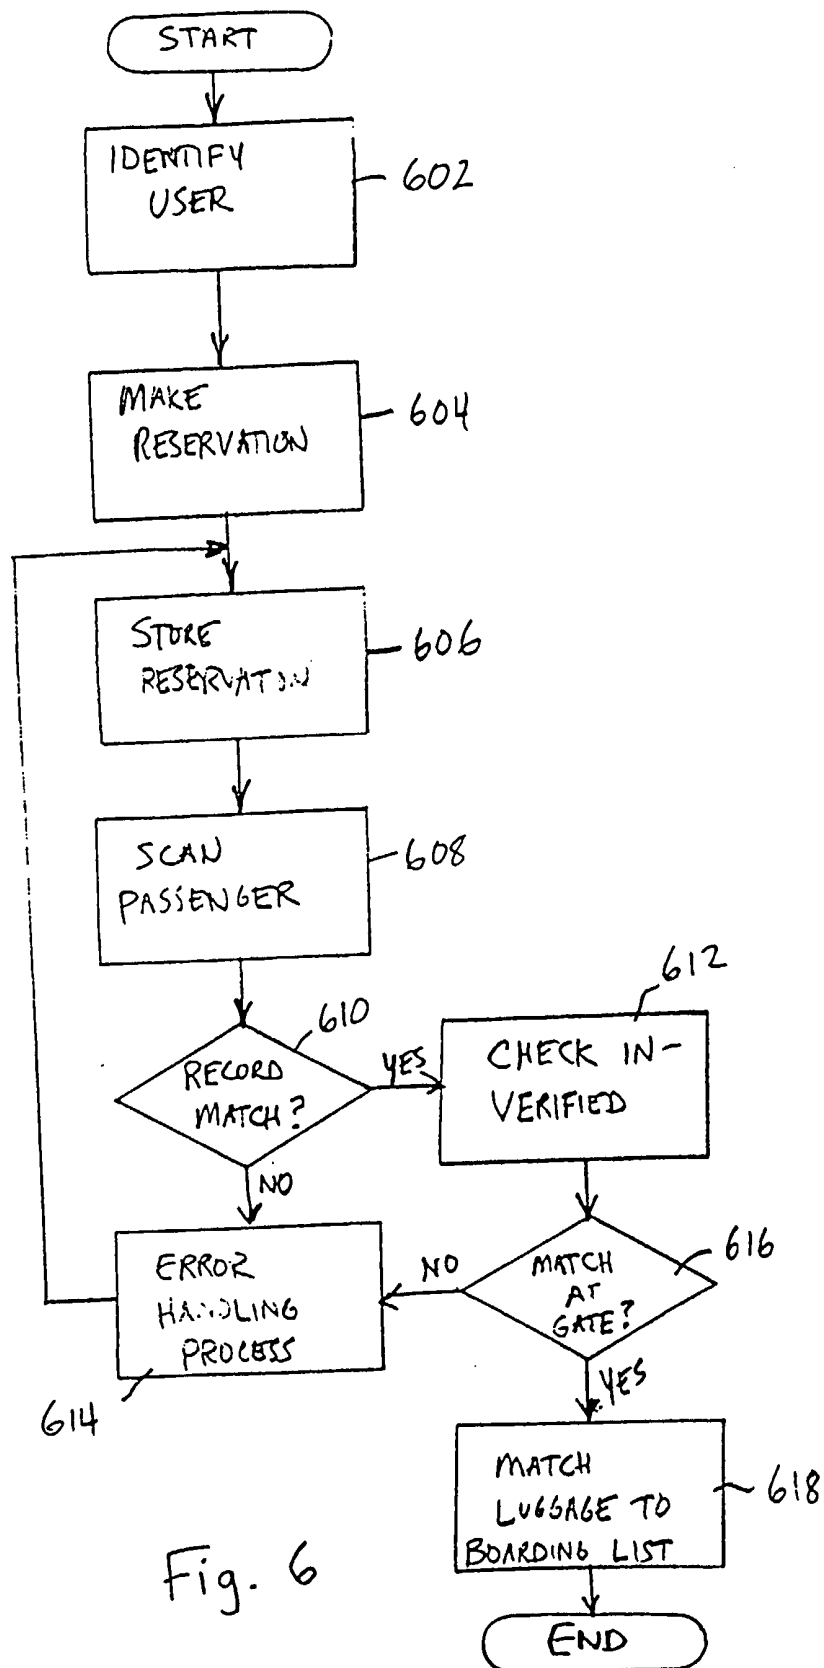 START
IDENTIFY
USER
602
MAKE
RESERVATION
604
STORE
RESERVATON
606
SCAN
PASSENGER
608
610
RECORD
MATCH?
YES
NO
612
CHECK IN-
VERIFIED
616
MATCH
AT
GATE?
NO
YES
ERROR
HANDLING
PROCESS
614
MATCH
LUGGAGE TO
BOARDING LIST
618
END
Fig. 6